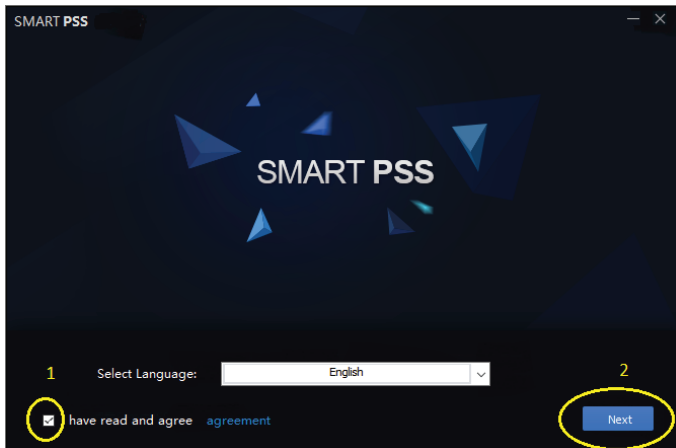 SMART PSS
SMART PSS
1
2
Select Language: English
have read and agree agreement
Next